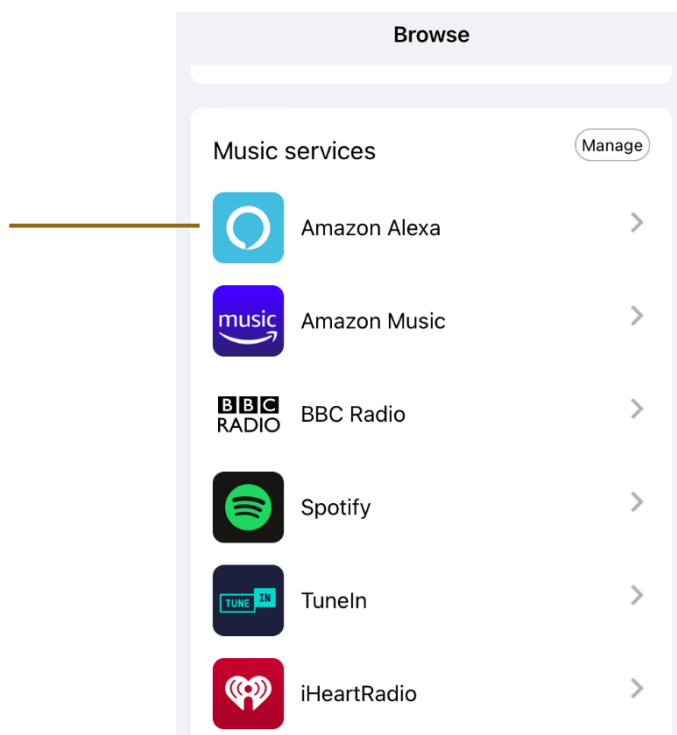 Browse
Music services
Manage
Amazon Alexa
music
Amazon Music
BBC
RADIO
BBC Radio
Spotify
TUNE IN
TuneIn
iHeartRadio